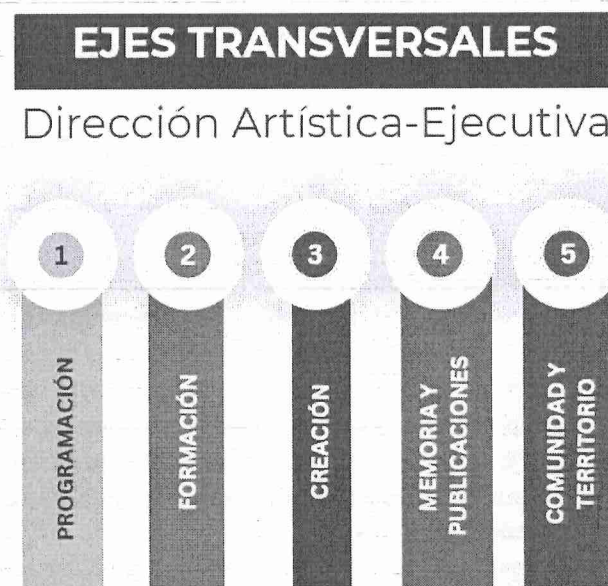 EJES TRANSVERSALES
Dirección Artística-Ejecutiva
1
2
3
4
5
PROGRAMACIÓN
FORMACIÓN
CREACIÓN
MEMORIA Y
PUBLICACIONES
COMUNIDAD Y
TERRITORIO